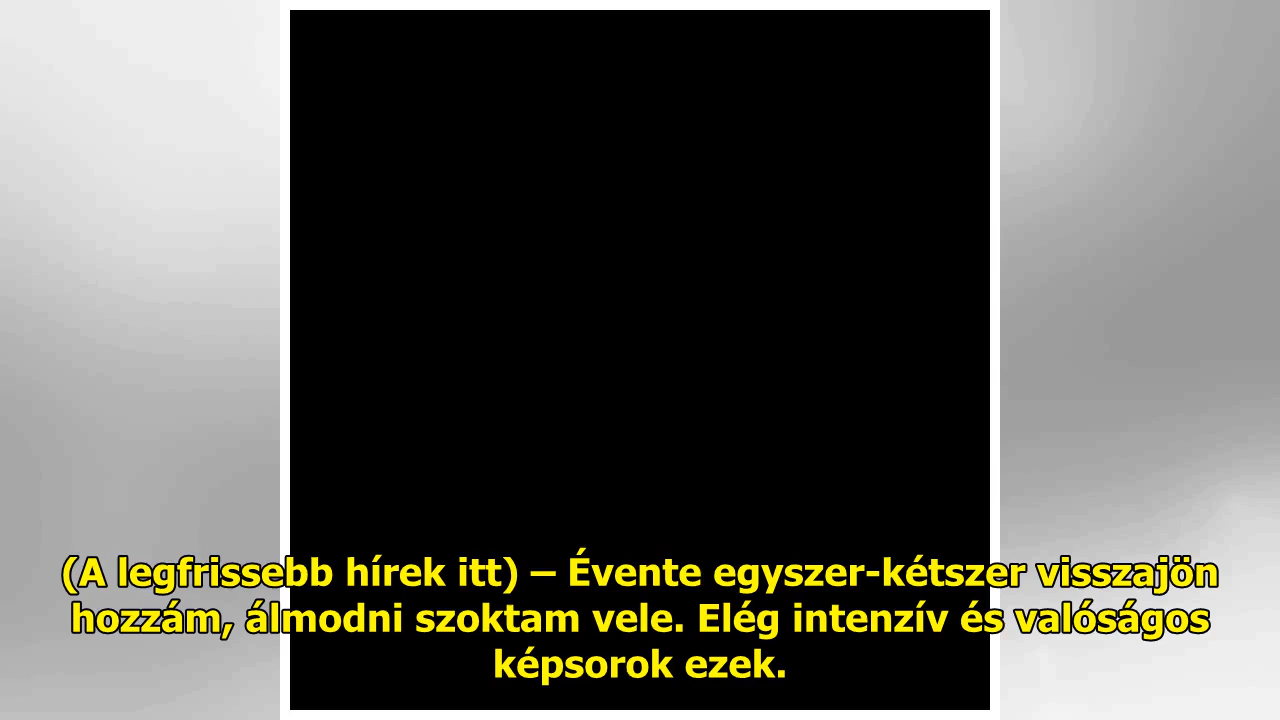 (A legfrissebb hírek itt) – Évente egyszer-kétszer visszajön
hozzám, álmodni szoktam vele. Elég intenzív és valóságos
képsorok ezek.